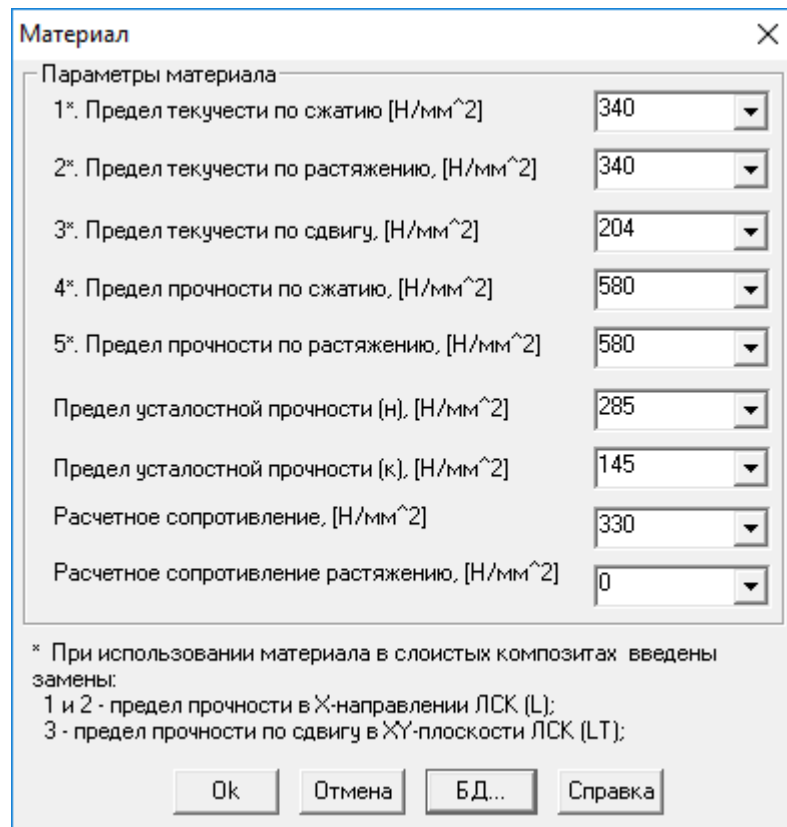 Материал
Параметры материала
1*. Предел текучести по сжатию [Н/мм^2]
340
2*. Предел текучести по растяжению, [Н/мм^2]
340
3*. Предел текучести по сдвигу, [Н/мм^2]
204
4*. Предел прочности по сжатию, [Н/мм^2]
580
5*. Предел прочности по растяжению, [Н/мм^2]
580
Предел усталостной прочности (н), [Н/мм^2]
285
Предел усталостной прочности (к), [Н/мм^2]
145
Расчетное сопротивление, [Н/мм^2]
330
Расчетное сопротивление растяжению, [Н/мм^2]
0
* При использовании материала в слоистых композитах введены
замены:
1 и 2 - предел прочности в X-направлении ЛСК (L);
3 - предел прочности по сдвигу в XY-плоскости ЛСК (LT);
Ok Отмена БД... Справка